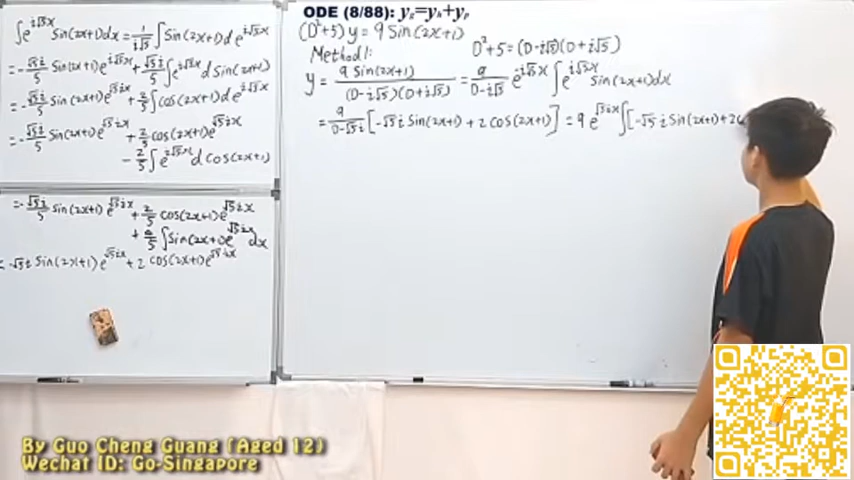 ODE (8/88): y_g=y_h+y_p
(D²+5) y = 9 Sin(2x+1)
Method 1:
D²+5 = (D-i√5)(D+i√5)
y = 9 Sin(2x+1) / (D-i√5)(D+i√5) = 9/(D-i√5) e^{-i√5x} ∫ e^{i√5x} sin(2x+1)dx
= 9/(D-√5i) [-√5 i Sin(2x+1) + 2 cos(2x+1)] = 9 e^{√5ix} ∫[-√5 i Sin(2x+1) + 2
∫e^{i√5x} Sin(2x+1)dx = 1/(i√5) ∫ Sin(2x+1) d e^{i√5x}
= -√5i/5 Sin(2x+1) e^{i√5x} + √5i/5 ∫ e^{i√5x} d Sin(2x+1)
= -√5i/5 Sin(2x+1) e^{√5ix} + 2/5 ∫ cos(2x+1) d e^{i√5x}
= -√5i/5 Sin(2x+1) e^{√5ix} + 2/5 cos(2x+1) e^{√5ix}
- 2/5 ∫ e^{i√5x} d cos(2x+1)
= -√5i/5 Sin(2x+1) e^{√5ix} + 2/5 cos(2x+1) e^{√5ix}
+ 4/5 ∫ Sin(2x+1) e^{√5ix} dx
= -√5i Sin(2x+1) e^{√5ix} + 2 cos(2x+1) e^{√5ix}
By Guo Cheng Guang (Aged 12)
Wechat ID: Go-Singapore